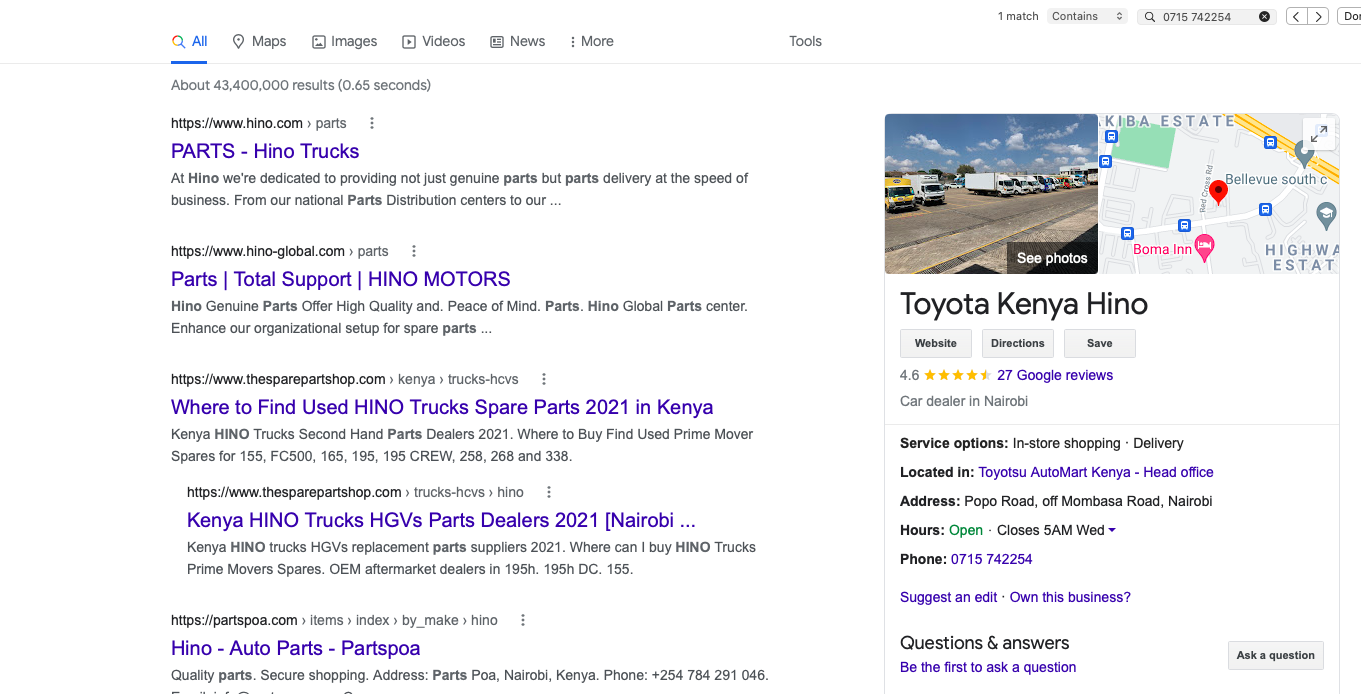 1 match Contains 0715 742254
All Maps Images Videos News More Tools
About 43,400,000 results (0.65 seconds)
https://www.hino.com › parts
PARTS - Hino Trucks
At Hino we're dedicated to providing not just genuine parts but parts delivery at the speed of
business. From our national Parts Distribution centers to our ...
https://www.hino-global.com › parts
Parts | Total Support | HINO MOTORS
Hino Genuine Parts Offer High Quality and. Peace of Mind. Parts. Hino Global Parts center.
Enhance our organizational setup for spare parts ...
https://www.thesparepartshop.com › kenya › trucks-hcvs
Where to Find Used HINO Trucks Spare Parts 2021 in Kenya
Kenya HINO Trucks Second Hand Parts Dealers 2021. Where to Buy Find Used Prime Mover
Spares for 155, FC500, 165, 195, 195 CREW, 258, 268 and 338.
https://www.thesparepartshop.com › trucks-hcvs › hino
Kenya HINO Trucks HGVs Parts Dealers 2021 [Nairobi ...
Kenya HINO trucks HGVs replacement parts suppliers 2021. Where can I buy HINO Trucks
Prime Movers Spares. OEM aftermarket dealers in 195h. 195h DC. 155.
https://partspoa.com › items › index › by_make › hino
Hino - Auto Parts - Partspoa
Quality parts. Secure shopping. Address: Parts Poa, Nairobi, Kenya. Phone: +254 784 291 046.
See photos
AKIBA ESTATE
Red Cross Rd
Bellevue south c
Boma Inn
HIGHWA
ESTAT
Toyota Kenya Hino
Website Directions Save
4.6 27 Google reviews
Car dealer in Nairobi
Service options: In-store shopping · Delivery
Located in: Toyotsu AutoMart Kenya - Head office
Address: Popo Road, off Mombasa Road, Nairobi
Hours: Open · Closes 5AM Wed
Phone: 0715 742254
Suggest an edit · Own this business?
Questions & answers
Be the first to ask a question
Ask a question